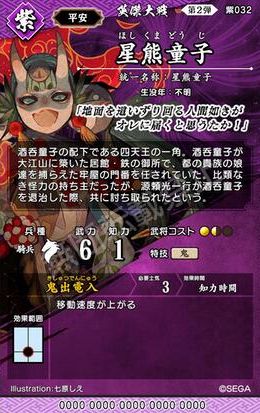 紫
平安
英傑大戦
第2弾
紫032
ほしくまどうじ
星熊童子
統一名称:星熊童子
生没年:不明
「地面を這いずり回る人間如きが
オレに届くと思うたか!」
酒呑童子の配下である四天王の一角。酒呑童子が
大江山に築いた居館・鉄の御所で、都の貴族の娘
達を捕らえた牢屋の門番を任されていた。比類な
き怪力の持ち主だったが、源頼光一行が酒呑童子
を退治した際、共に討ち取られたという。
兵種
騎兵
武力
6
知力
1
武将コスト
特技
鬼
きしゅつでんにゅう
鬼出電入
必要士気
3
効果時間
知力時間
移動速度が上がる
効果範囲
Illustration:七原しえ
©SEGA
0000-0000-0000-0000-0000